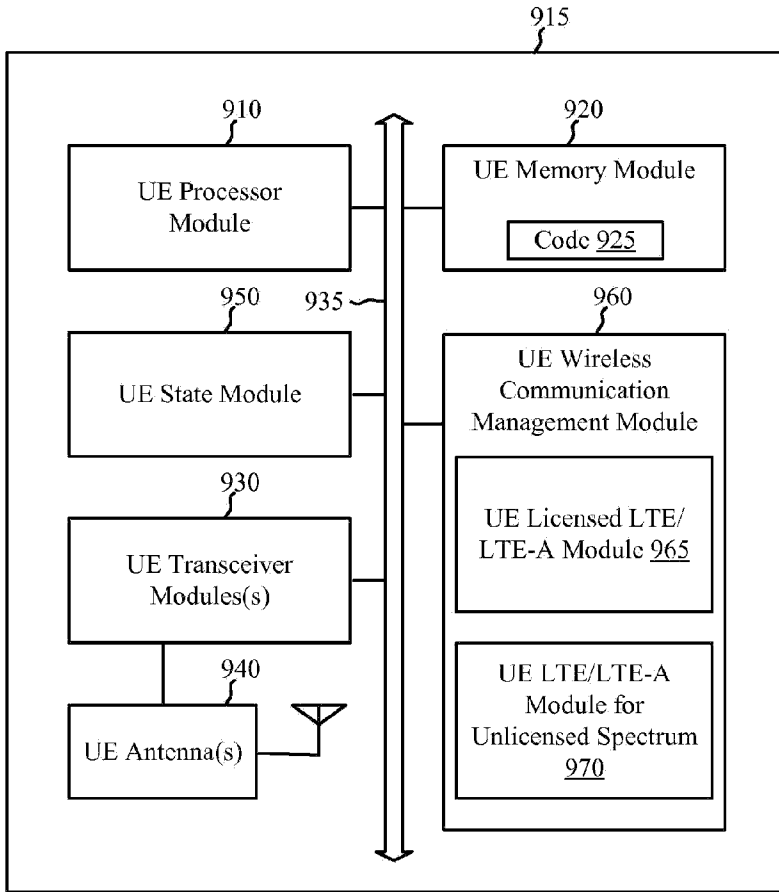 915
910
UE Processor
Module
920
UE Memory Module
Code 925
935
950
UE State Module
960
UE Wireless
Communication
Management Module
930
UE Transceiver
Modules(s)
UE Licensed LTE/
LTE-A Module 965
940
UE Antenna(s)
UE LTE/LTE-A
Module for
Unlicensed Spectrum
970